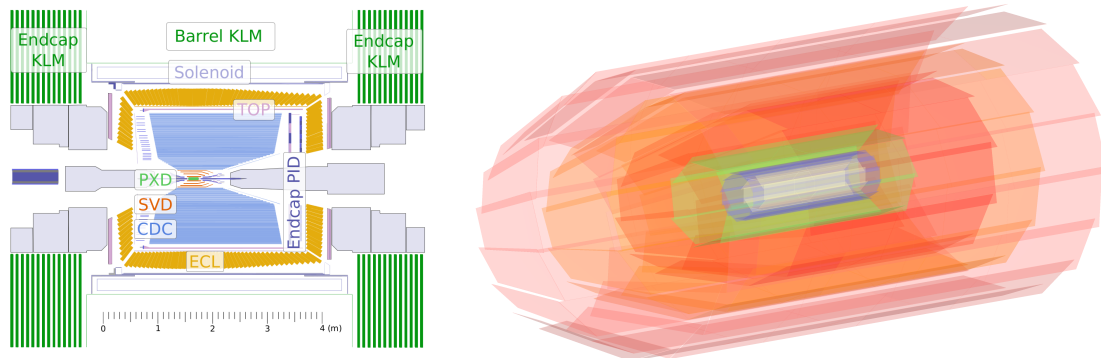 Endcap
KLM
Barrel KLM
Endcap
KLM
Solenoid
TOP
PXD
SVD
CDC
Endcap PID
ECL
0 1 2 3 4 (m)